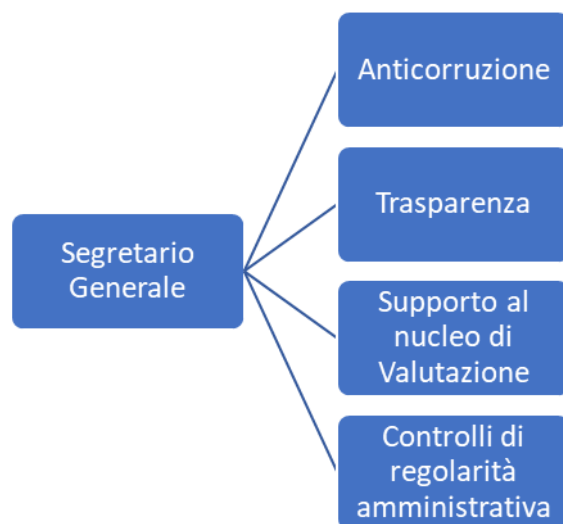 Segretario
Generale
Anticorruzione
Trasparenza
Supporto al
nucleo di
Valutazione
Controlli di
regolarità
amministrativa